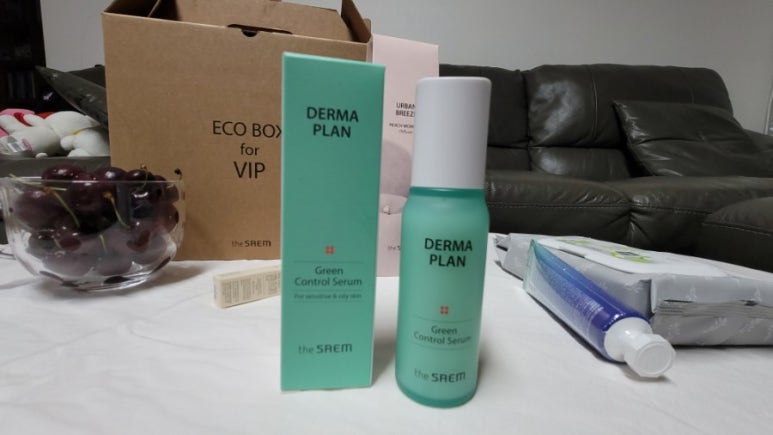 ECO BOX
for
VIP
the SAEM
DERMA
PLAN
Green
Control Serum
For sensitive & oily skin
the SAEM
URBAN
BREEZE
DERMA
PLAN
Green
Control Serum
the SAEM